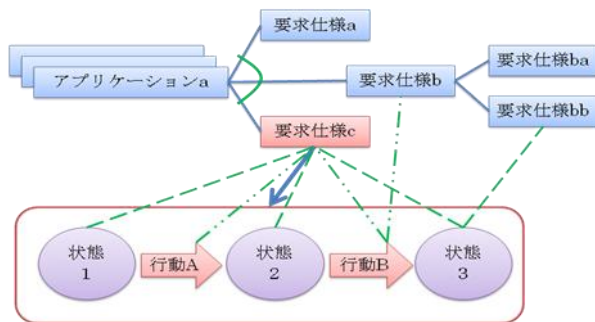 要求仕様a
アプリケーションa
要求仕様b
要求仕様ba
要求仕様bb
要求仕様c
状態
1
行動A
状態
2
行動B
状態
3